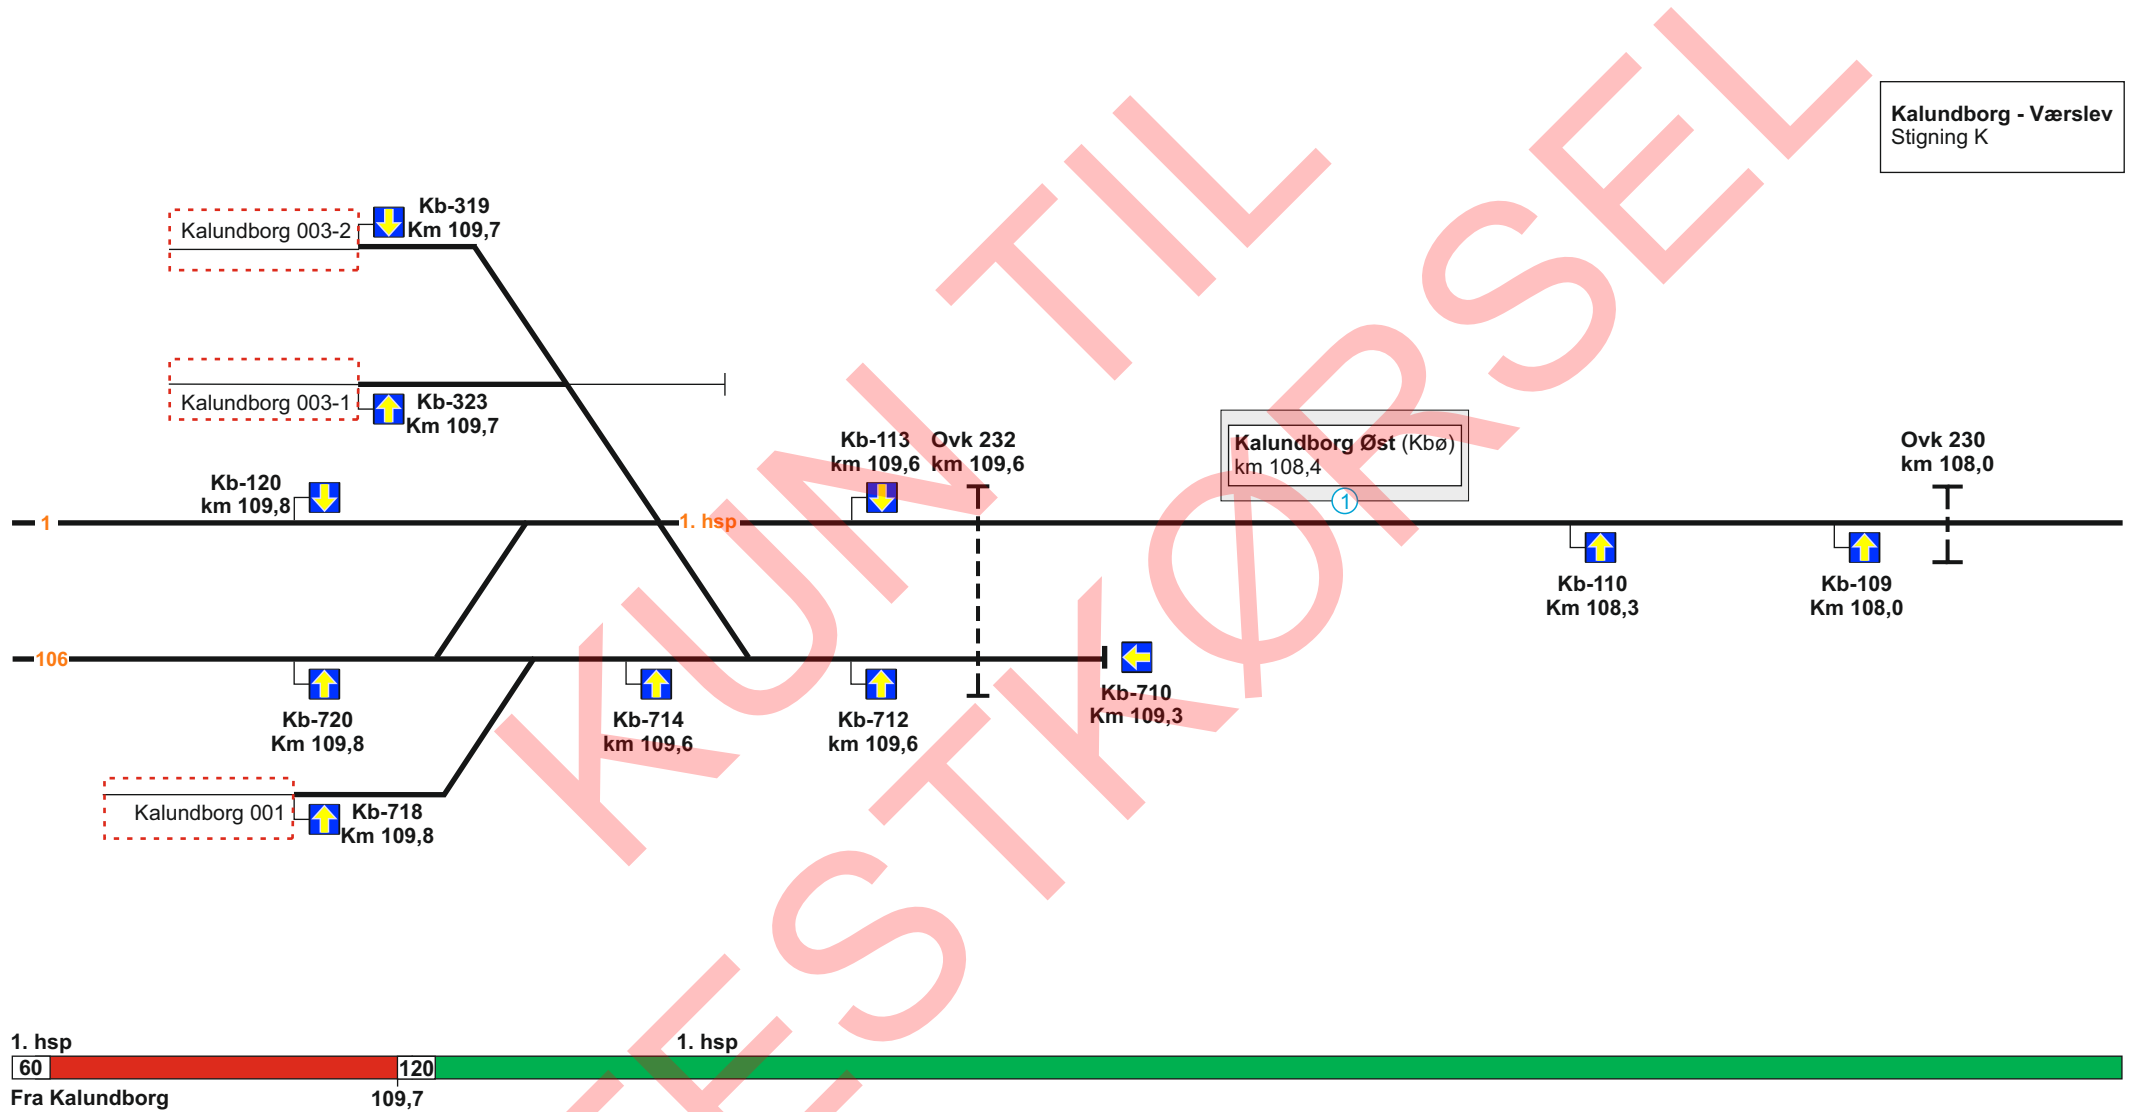 Kalundborg - Værslev
Stigning K
Kb-319
Km 109,7
Kalundborg 003-2
Kalundborg 003-1
Kb-323
Km 109,7
Kb-120
km 109,8
Kb-113
km 109,6
Ovk 232
km 109,6
Kalundborg Øst (Kbø)
km 108,4
1
Ovk 230
km 108,0
1
1. hsp
Kb-110
Km 108,3
Kb-109
Km 108,0
106
Kb-720
Km 109,8
Kb-714
km 109,6
Kb-712
km 109,6
Kb-710
Km 109,3
Kalundborg 001
Kb-718
Km 109,8
KUN TIL
TESTKØRSEL
1. hsp
1. hsp
60
120
Fra Kalundborg
109,7